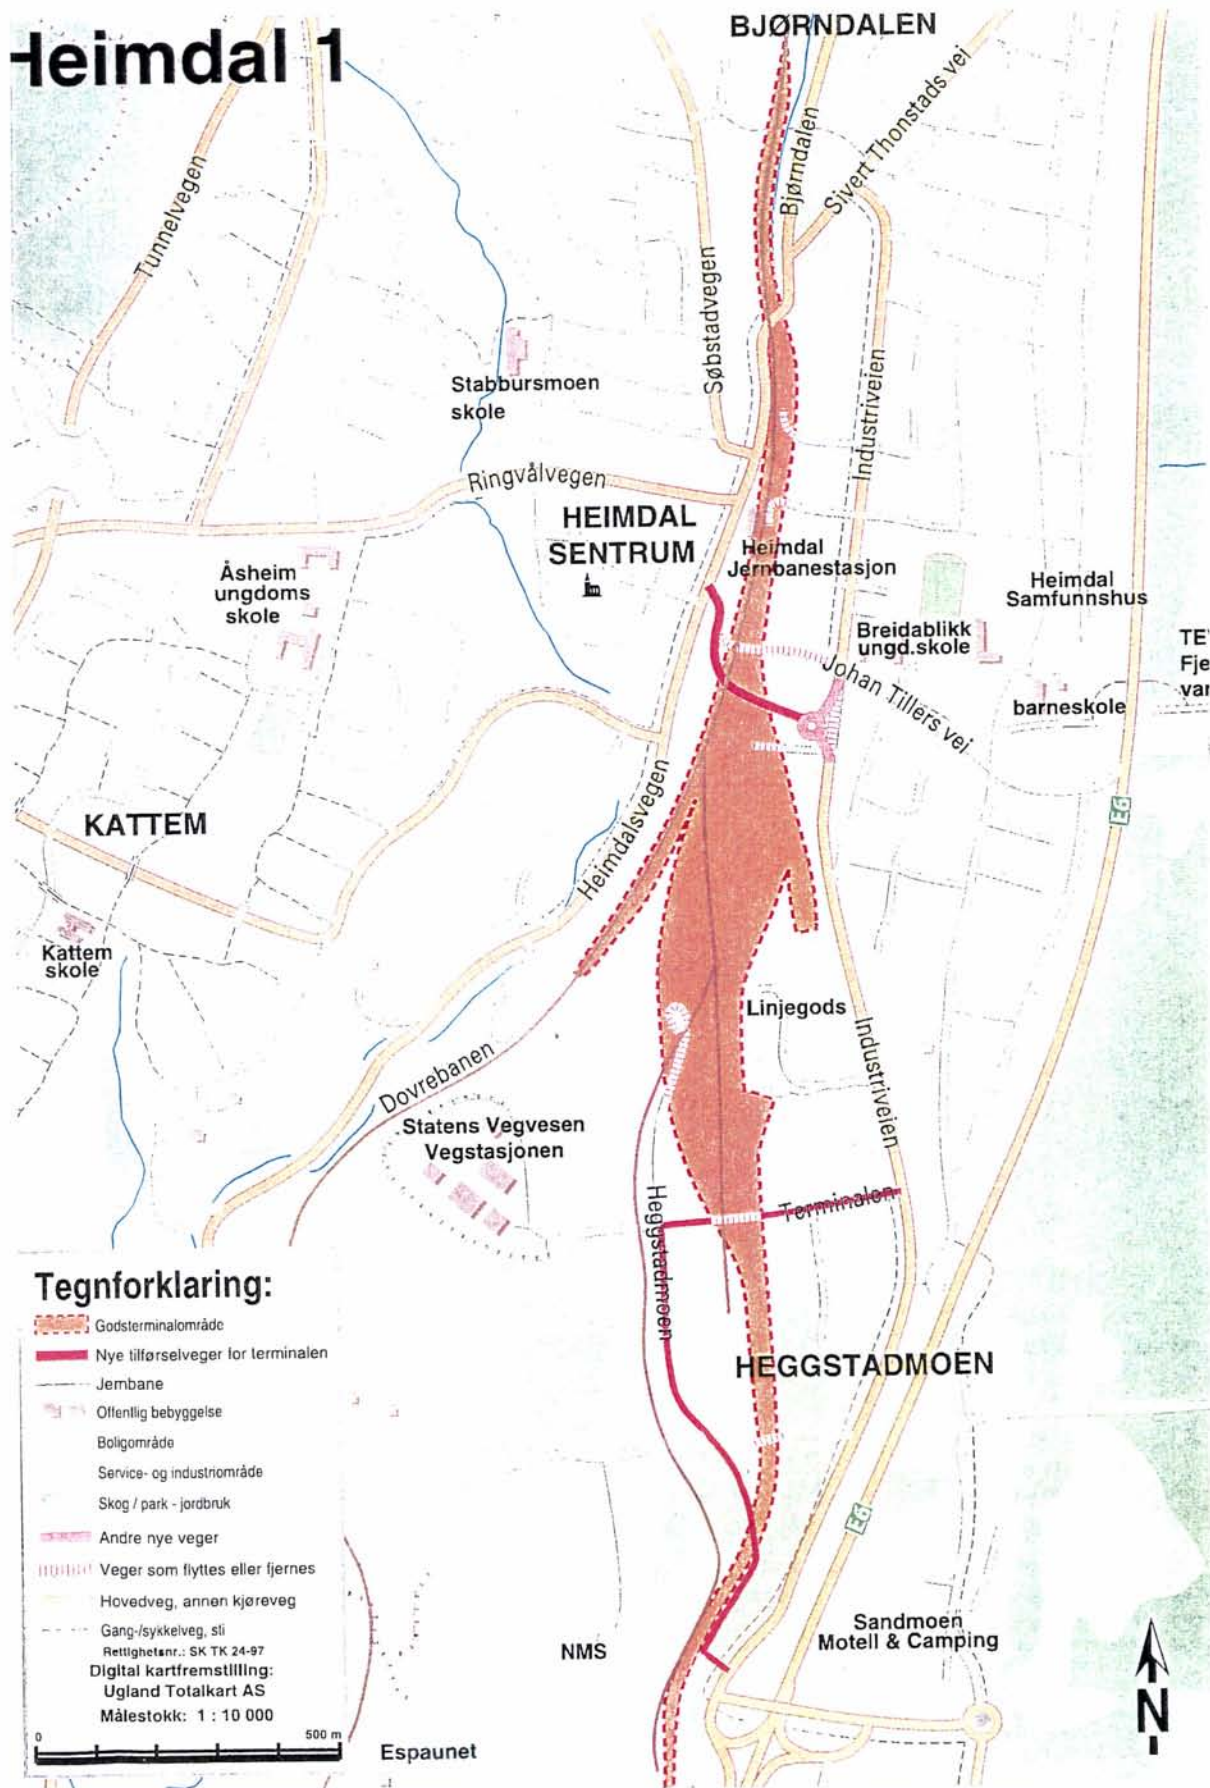 Heimdal 1
BJØRNDALEN
Tunnelvegen
Bjørndalen
Sivert Thonstads vei
Søbstadvegen
Industriveien
Stabbursmoen
skole
Ringvålvegen
HEIMDAL
SENTRUM
Heimdal
Jernbanestasjon
Åsheim
ungdoms
skole
Heimdal
Samfunnshus
Breidablikk
ungd.skole
Johan Tillers vei
barneskole
KATTEM
Heimdalsvegen
E6
Kattem
skole
Linjegods
Industriveien
Dovrebanen
Statens Vegvesen
Vegstasjonen
Heggstadmoen
Terminalen
HEGGSTADMOEN
E6
Sandmoen
Motell & Camping
NMS
N
Espaunet
Tegnforklaring:
Godsterminalområde
Nye tilførselveger for terminalen
Jernbane
Offentlig bebyggelse
Boligområde
Service- og industriområde
Skog / park - jordbruk
Andre nye veger
Veger som flyttes eller fjernes
Hovedveg, annen kjøreveg
Gang-/sykkelveg, sti
Rettighetsnr.: SK TK 24-97
Digital kartfremstilling:
Ugland Totalkart AS
Målestokk: 1 : 10 000
0 500 m